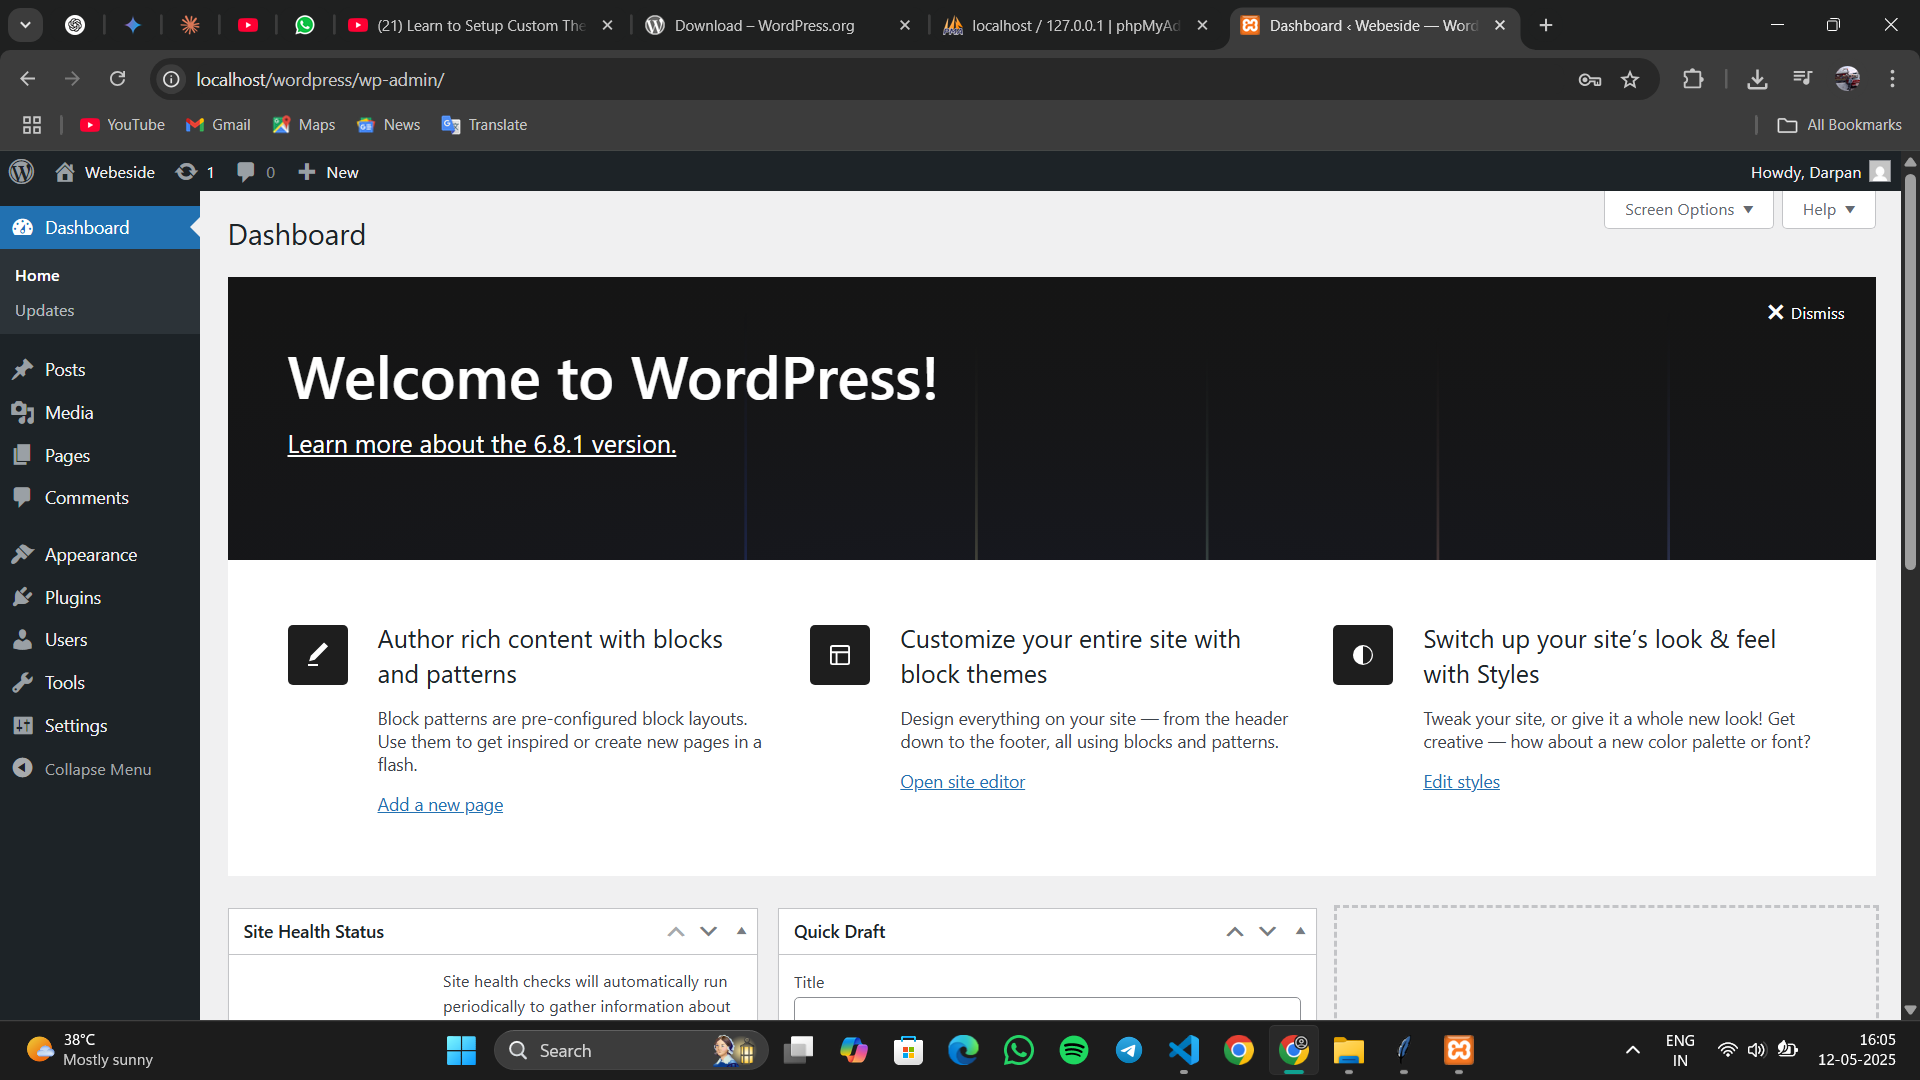 (21) Learn to Setup Custom The
Download – WordPress.org
localhost / 127.0.0.1 | phpMyAd
Dashboard ‹ Webeside — Word
localhost/wordpress/wp-admin/
YouTube
Gmail
Maps
News
Translate
All Bookmarks
Webeside
1
0
New
Howdy, Darpan
Dashboard
Home
Updates
Posts
Media
Pages
Comments
Appearance
Plugins
Users
Tools
Settings
Collapse Menu
Screen Options
Help
Dashboard
Dismiss
Welcome to WordPress!
Learn more about the 6.8.1 version.
Author rich content with blocks
and patterns
Block patterns are pre-configured block layouts.
Use them to get inspired or create new pages in a
flash.
Add a new page
Customize your entire site with
block themes
Design everything on your site — from the header
down to the footer, all using blocks and patterns.
Open site editor
Switch up your site’s look & feel
with Styles
Tweak your site, or give it a whole new look! Get
creative — how about a new color palette or font?
Edit styles
Site Health Status
Site health checks will automatically run
periodically to gather information about
Quick Draft
Title
38°C
Mostly sunny
Search
ENG
IN
16:05
12-05-2025